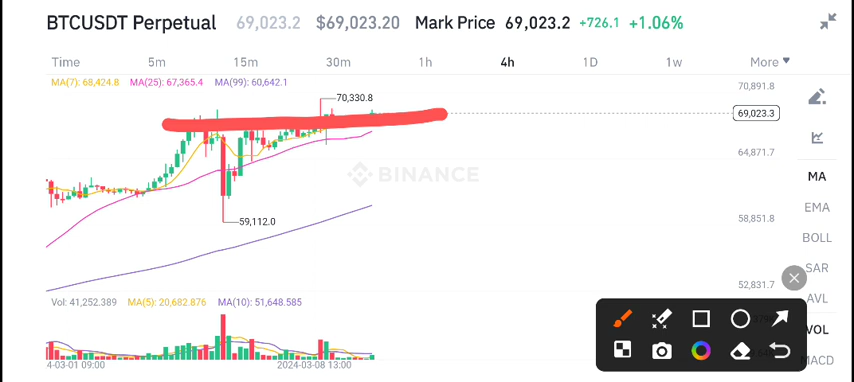 BTCUSDT Perpetual 69,023.2 $69,023.20 Mark Price 69,023.2 +726.1 +1.06%
Time 5m 15m 30m 1h 4h 1D 1w More
MA(7): 68,424.8 MA(25): 67,365.4 MA(99): 60,642.1
70,891.8
70,330.8
69,023.3
64,871.7
BINANCE
MA
EMA
59,112.0
58,851.8
BOLL
SAR
52,831.7
AVL
Vol: 41,252.389 MA(5): 20,682.876 MA(10): 51,648.585
VOL
MACD
4-03-01 09:00 2024-03-08 13:00